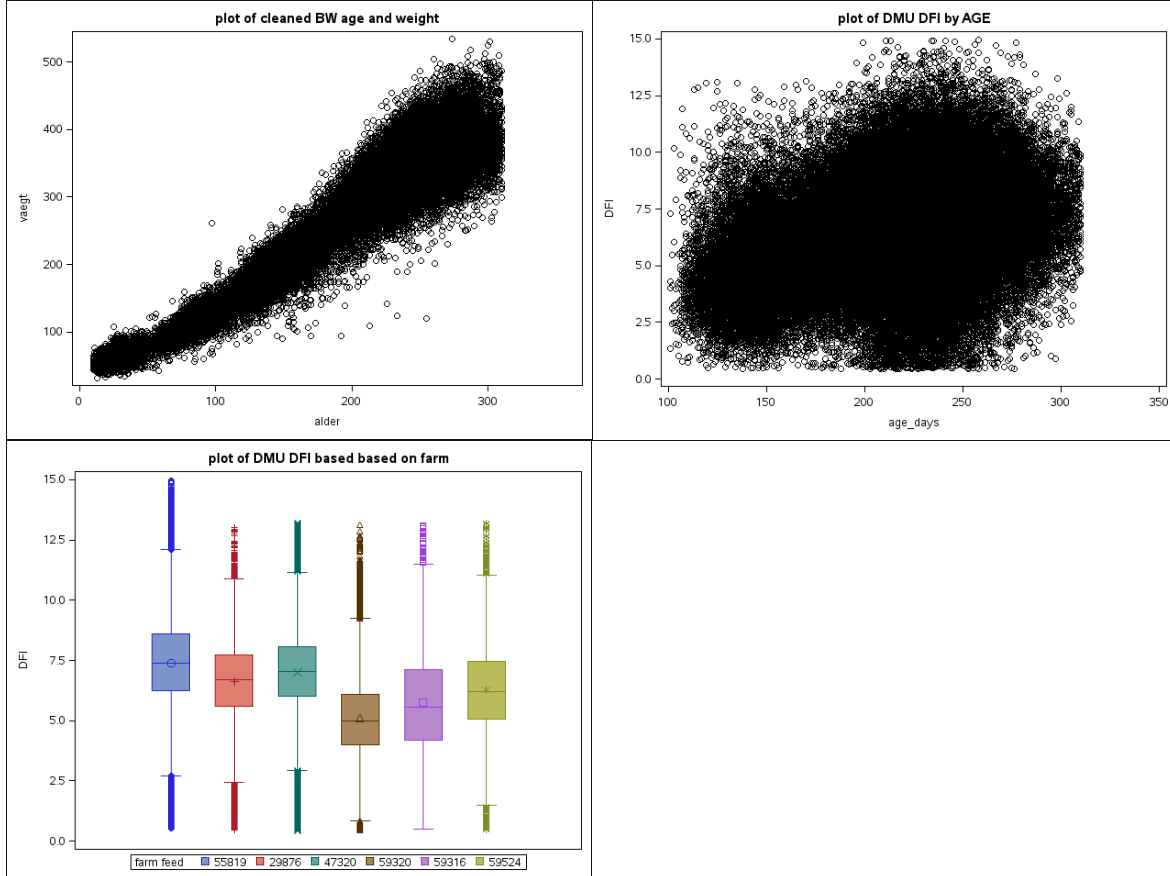 plot of cleaned BW age and weight
500
400
300
200
100
vaegt
0 100 200 300
alder
plot of DMU DFI by AGE
15.0
12.5
10.0
7.5
5.0
2.5
0.0
DFI
100 150 200 250 300 350
age_days
plot of DMU DFI based based on farm
15.0
12.5
10.0
7.5
5.0
2.5
0.0
DFI
farm feed 55819 29876 47320 59320 59316 59524